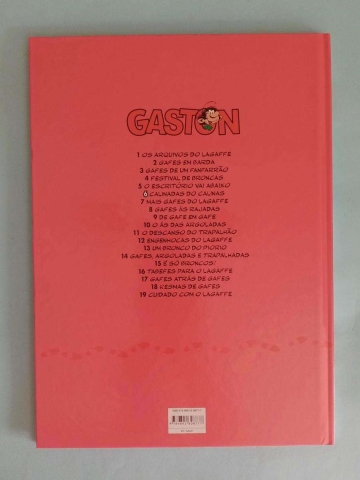 GASTON
1 OS ARQUIVOS DO LAGAFFE
2 GAFES EM BARDA
3 GAFES DE UM FANFARRÃO
4 FESTIVAL DE BRONCAS
5 O ESCRITÓRIO VAI ABAIXO
6 CALINADAS DO CALINAS
7 MAIS GAFES DO LAGAFFE
8 GAFES ÀS RAJADAS
9 DE GAFE EM GAFE
10 O ÁS DAS ARGOLADAS
11 O DESCANSO DO TRAPALHÃO
12 ENGENHOCAS DO LAGAFFE
13 UM BRONCO DO PIORIO
14 GAFES, ARGOLADAS E TRAPALHADAS
15 É SÓ BRONCOS!
16 TABEFES PARA O LAGAFFE
17 GAFES ATRÁS DE GAFES
18 RESMAS DE GAFES
19 CUIDADO COM O LAGAFFE